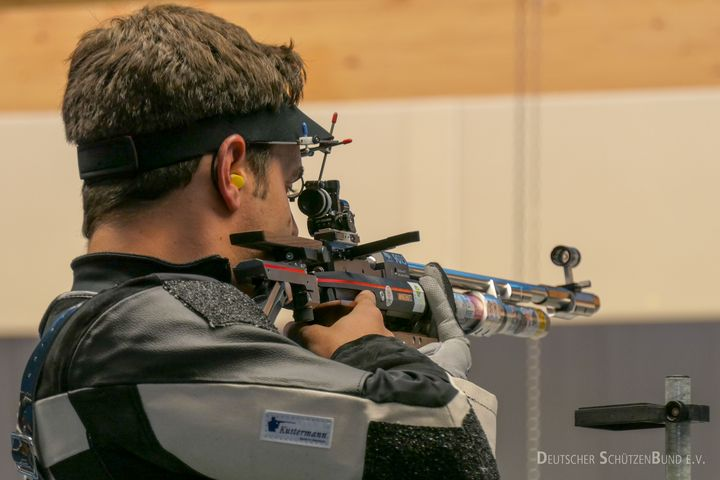 Kustermann
DEUTSCHER SCHÜTZENBUND E.V.